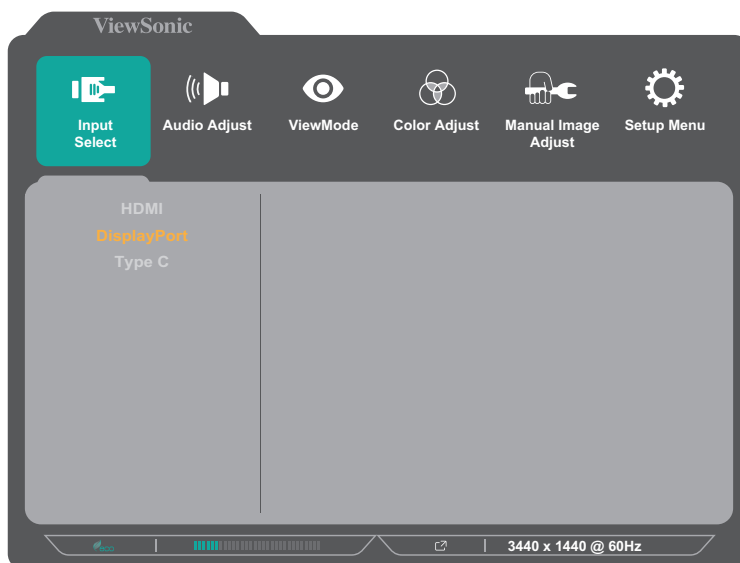 ViewSonic
Input
Select
Audio Adjust
ViewMode
Color Adjust
Manual Image
Adjust
Setup Menu
HDMI
DisplayPort
Type C
ECO
3440 x 1440 @ 60Hz